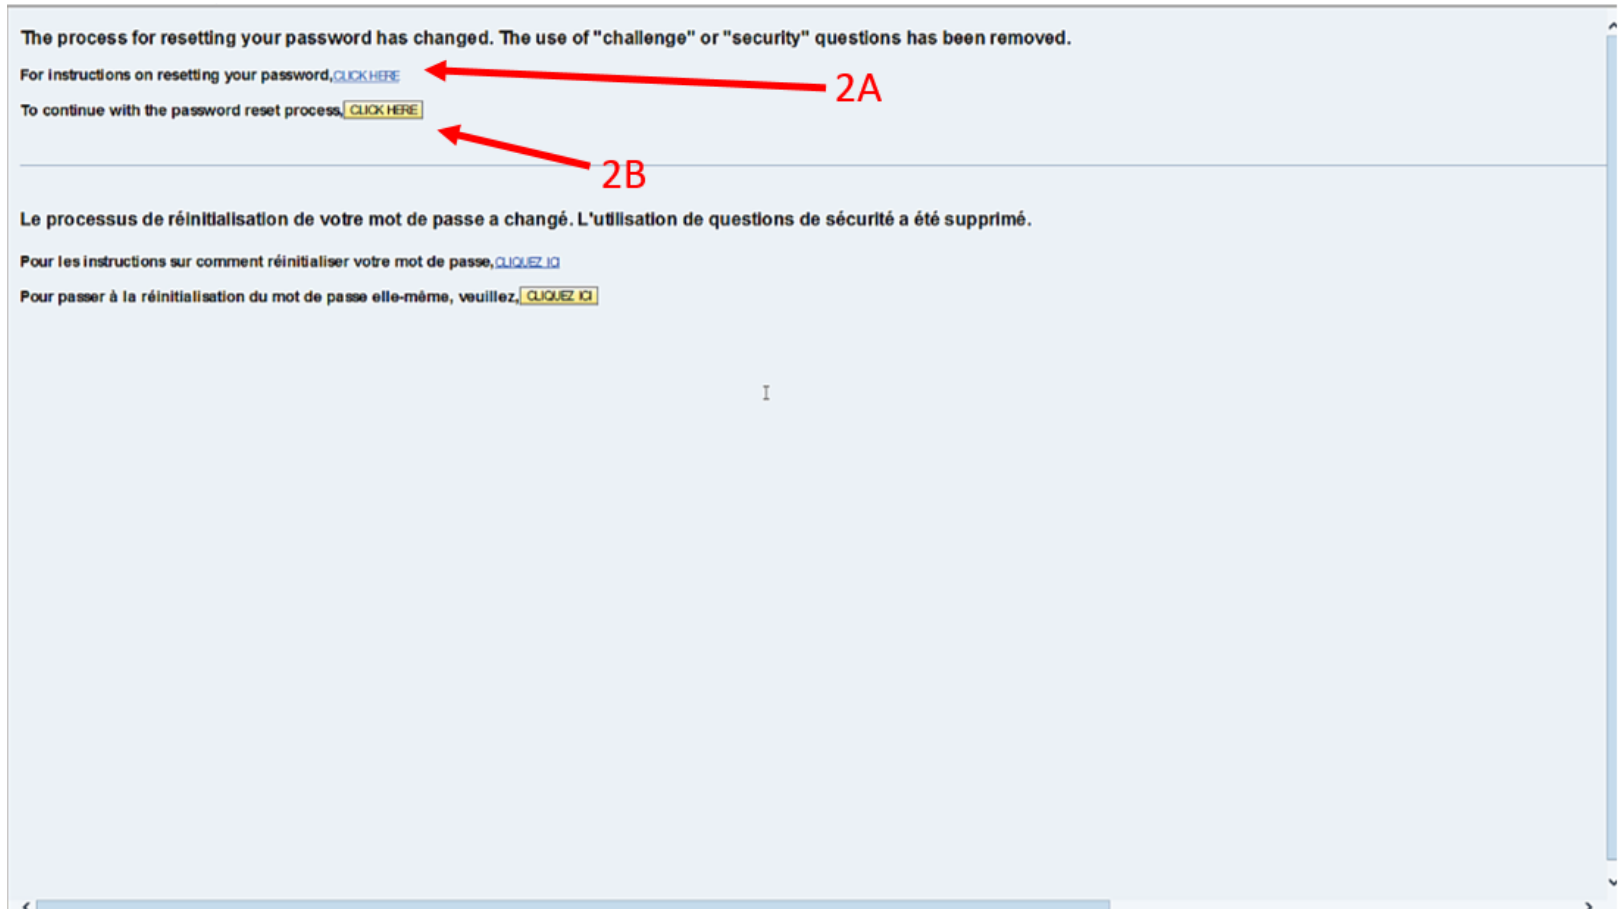 The process for resetting your password has changed. The use of "challenge" or "security" questions has been removed.
For instructions on resetting your password,CLICK HERE
2A
To continue with the password reset process, CLICK HERE
2B
Le processus de réinitialisation de votre mot de passe a changé. L'utilisation de questions de sécurité a été supprimé.
Pour les instructions sur comment réinitialiser votre mot de passe,CLIQUEZ ICI
Pour passer à la réinitialisation du mot de passe elle-même, veuillez, CLIQUEZ ICI